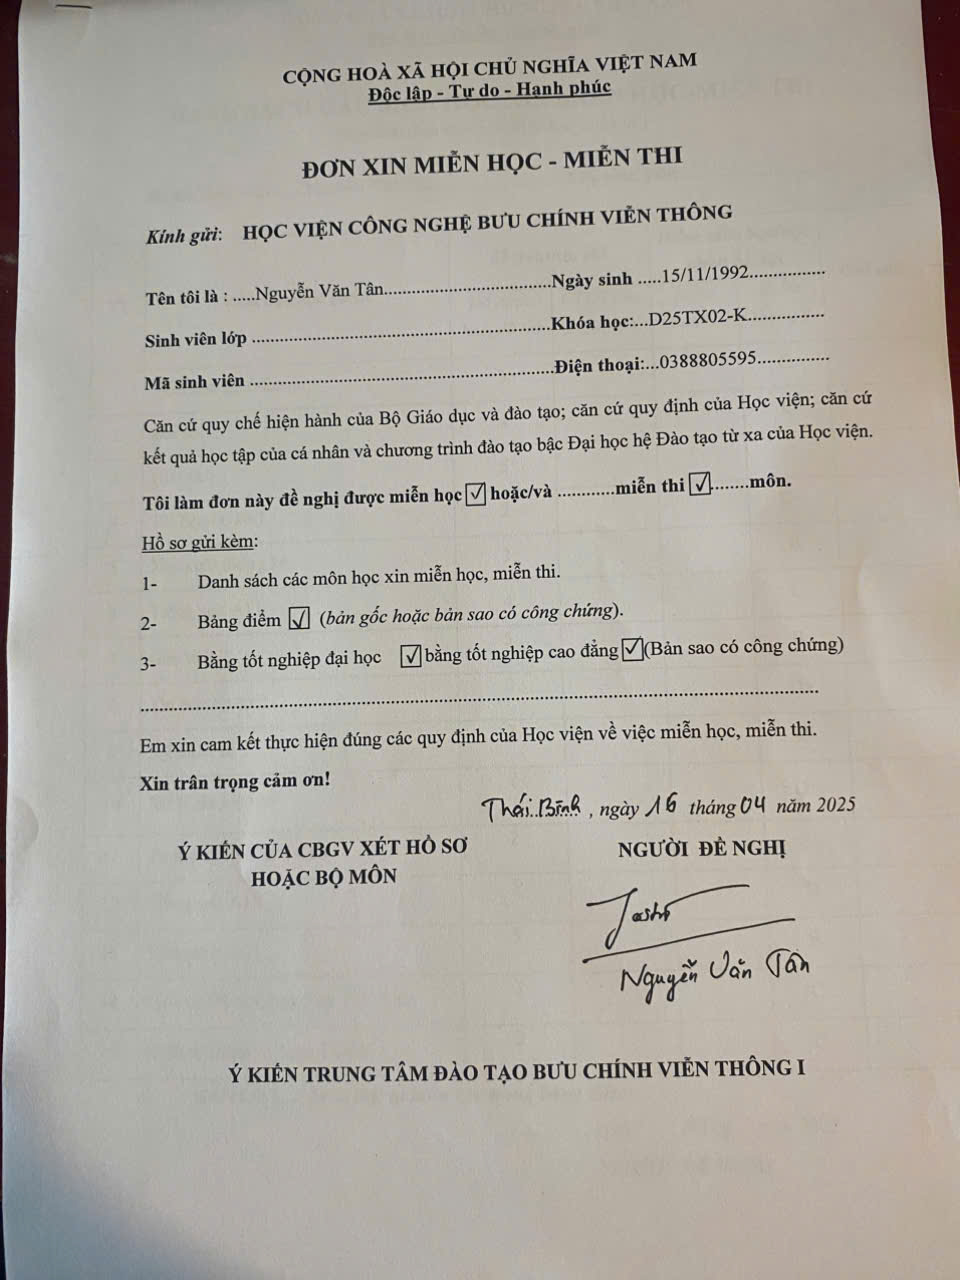 CỘNG HOÀ XÃ HỘI CHỦ NGHĨA VIỆT NAM
Độc lập - Tự do - Hạnh phúc
ĐƠN XIN MIỄN HỌC - MIỄN THI
Kính gửi: HỌC VIỆN CÔNG NGHỆ BƯU CHÍNH VIỄN THÔNG
Tên tôi là : .....Nguyễn Văn Tân..................................Ngày sinh .....15/11/1992................
Sinh viên lớp .............................................................Khóa học:...D25TX02-K................
Mã sinh viên .............................................................Điện thoại:...0388805595...............
Căn cứ quy chế hiện hành của Bộ Giáo dục và đào tạo; căn cứ quy định của Học viện; căn cứ
kết quả học tập của cá nhân và chương trình đào tạo bậc Đại học hệ Đào tạo từ xa của Học viện.
Tôi làm đơn này đề nghị được miễn học ☑ hoặc/và ............miễn thi ☑........môn.
Hồ sơ gửi kèm:
1- Danh sách các môn học xin miễn học, miễn thi.
2- Bảng điểm ☑ (bản gốc hoặc bản sao có công chứng).
3- Bằng tốt nghiệp đại học ☑ bằng tốt nghiệp cao đẳng ☑ (Bản sao có công chứng)
..........................................................................................................................................
Em xin cam kết thực hiện đúng các quy định của Học viện về việc miễn học, miễn thi.
Xin trân trọng cảm ơn!
Thái Bình, ngày 16 tháng 04 năm 2025
Ý KIẾN CỦA CBGV XÉT HỒ SƠ NGƯỜI ĐỀ NGHỊ
HOẶC BỘ MÔN
Nguyễn Văn Tân
Ý KIẾN TRUNG TÂM ĐÀO TẠO BƯU CHÍNH VIỄN THÔNG I